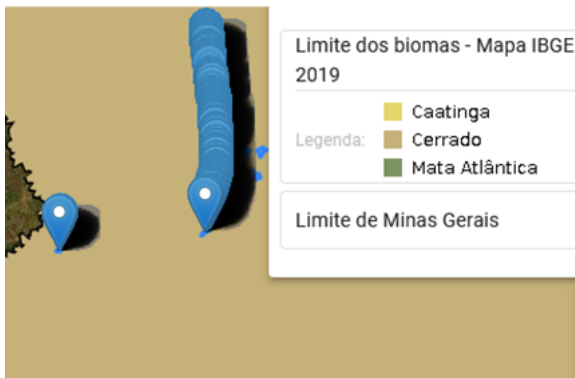 Limite dos biomas - Mapa IBGE
2019
Legenda:
Caatinga
Cerrado
Mata Atlântica
Limite de Minas Gerais